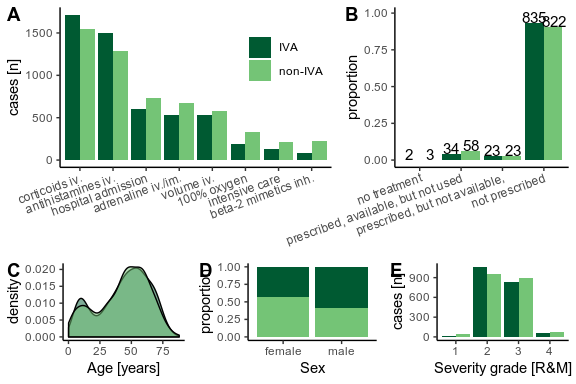 A
cases [n]
1500
1000
500
0
IVA
non-IVA
corticoids iv.
antihistamines iv.
hospital admission
adrenaline iv./im.
volume iv.
100% oxygen
intensive care
beta-2 mimetics inh.
B
proportion
1.00
0.75
0.50
0.25
0.00
2 3 34 58 23 23 835 822
no treatment
prescribed, available, but not used
prescribed, but not available,
not prescribed
C
density
0.020
0.015
0.010
0.005
0.000
0 25 50 75
Age [years]
D
proportion
1.00
0.75
0.50
0.25
0.00
female male
Sex
E
cases [n]
900
600
300
0
1 2 3 4
Severity grade [R&M]